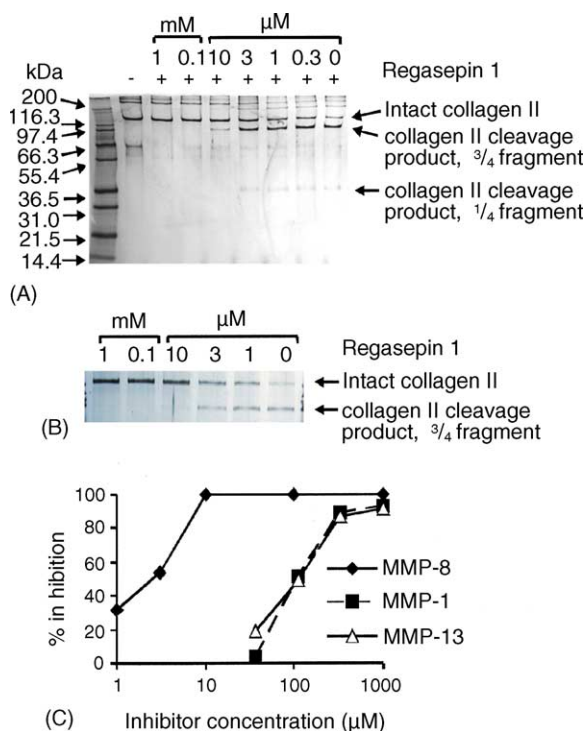 mM μM
1 0.1 10 3 1 0.3 0 Regasepin 1
kDa - + + + + + + +
200
116.3
97.4
66.3
55.4
36.5
31.0
21.5
14.4
Intact collagen II
collagen II cleavage
product, 3/4 fragment
collagen II cleavage
product, 1/4 fragment
(A)
mM μM
1 0.1 10 3 1 0 Regasepin 1
Intact collagen II
collagen II cleavage
product, 3/4 fragment
(B)
% in hibition
100
80
60
40
20
0
MMP-8
MMP-1
MMP-13
1 10 100 1000
(C) Inhibitor concentration (μM)